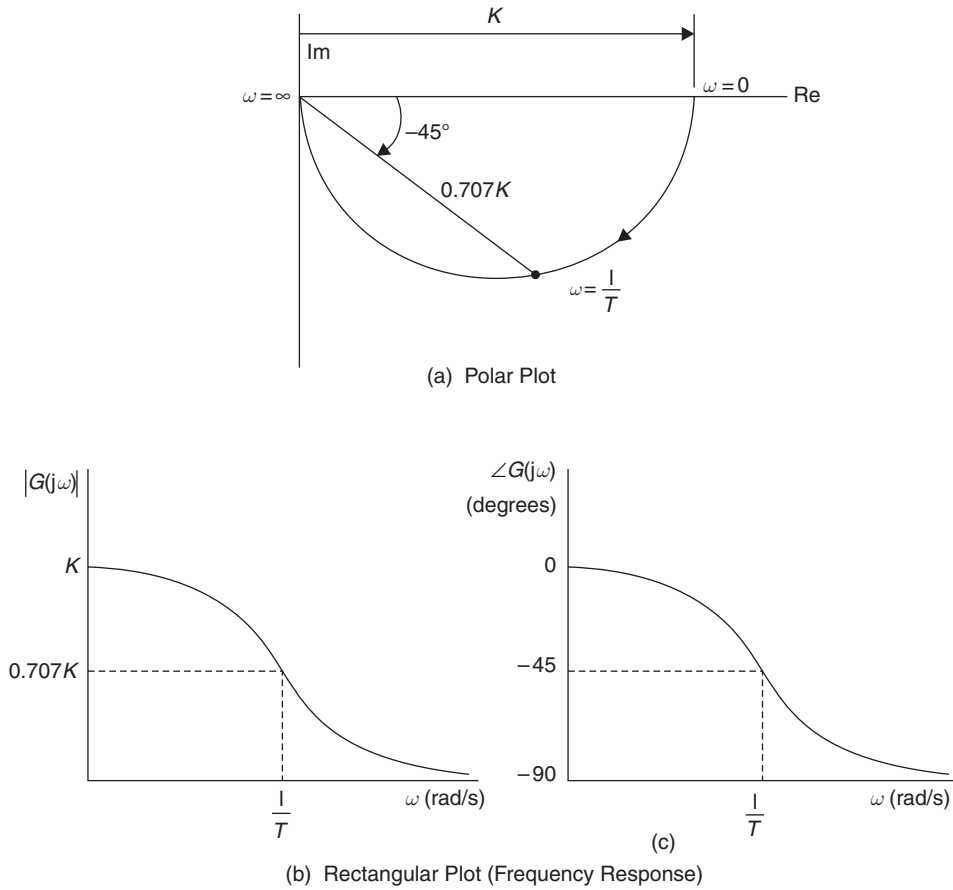 K
Im
ω = ∞
ω = 0
Re
−45°
0.707K
ω = 1/T
(a) Polar Plot
|G(jω)|
K
0.707K
1/T
ω (rad/s)
∠G(jω)
(degrees)
0
−45
−90
1/T
ω (rad/s)
(c)
(b) Rectangular Plot (Frequency Response)